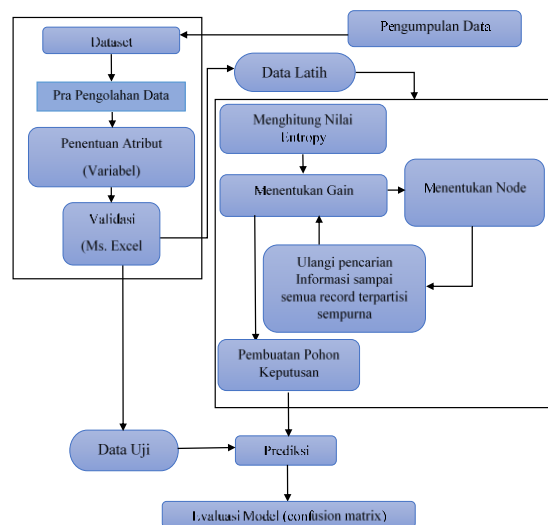 Pengumpulan Data
Dataset
Pra Pengolahan Data
Penentuan Atribut
(Variabel)
Validasi
(Ms. Excel
Data Latih
Menghitung Nilai
Entropy
Menentukan Gain
Menentukan Node
Ulangi pencarian
Informasi sampai
semua record terpartisi
sempurna
Pembuatan Pohon
Keputusan
Data Uji
Prediksi
Evaluasi Model (confusion matrix)